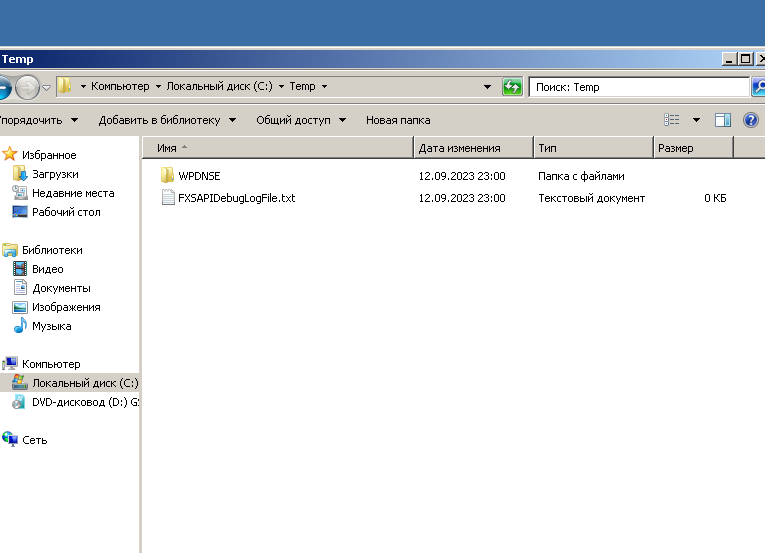 Temp
Компьютер Локальный диск (C:) Temp
Поиск: Temp
порядочить Добавить в библиотеку Общий доступ Новая папка
Имя Дата изменения Тип Размер
Избранное
Загрузки
Недавние места
Рабочий стол
Библиотеки
Видео
Документы
Изображения
Музыка
Компьютер
Локальный диск (C:)
DVD-дисковод (D:) G
Сеть
WPDNSE 12.09.2023 23:00 Папка с файлами
FXSAPIDebugLogFile.txt 12.09.2023 23:00 Текстовый документ 0 КБ